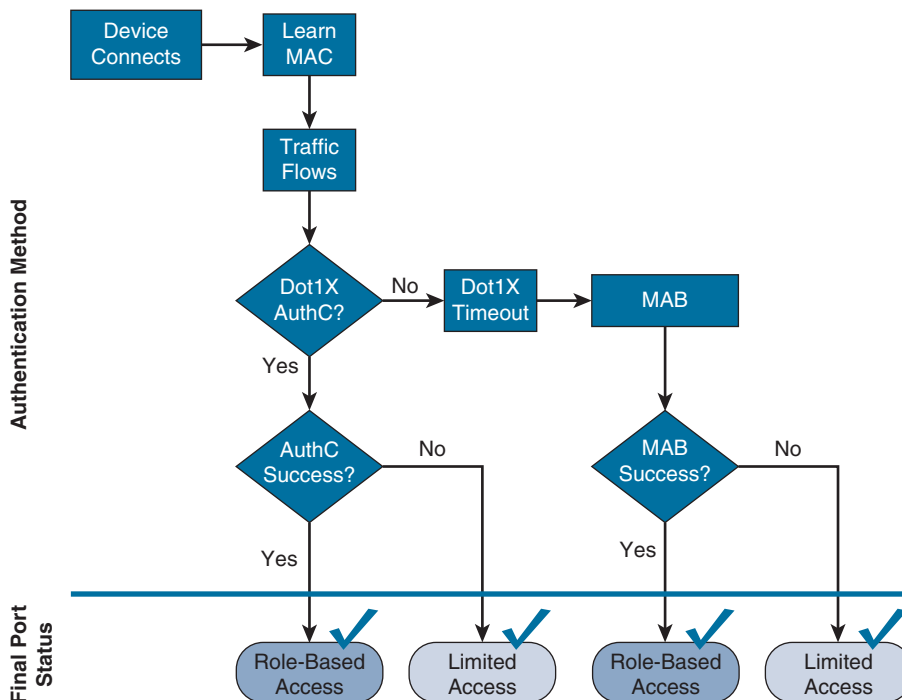 Device
Connects
Learn
MAC
Traffic
Flows
Authentication Method
Dot1X
AuthC?
No
Dot1X
Timeout
MAB
Yes
AuthC
Success?
No
MAB
Success?
No
Yes
Yes
Final Port
Status
Role-Based
Access
Limited
Access
Role-Based
Access
Limited
Access